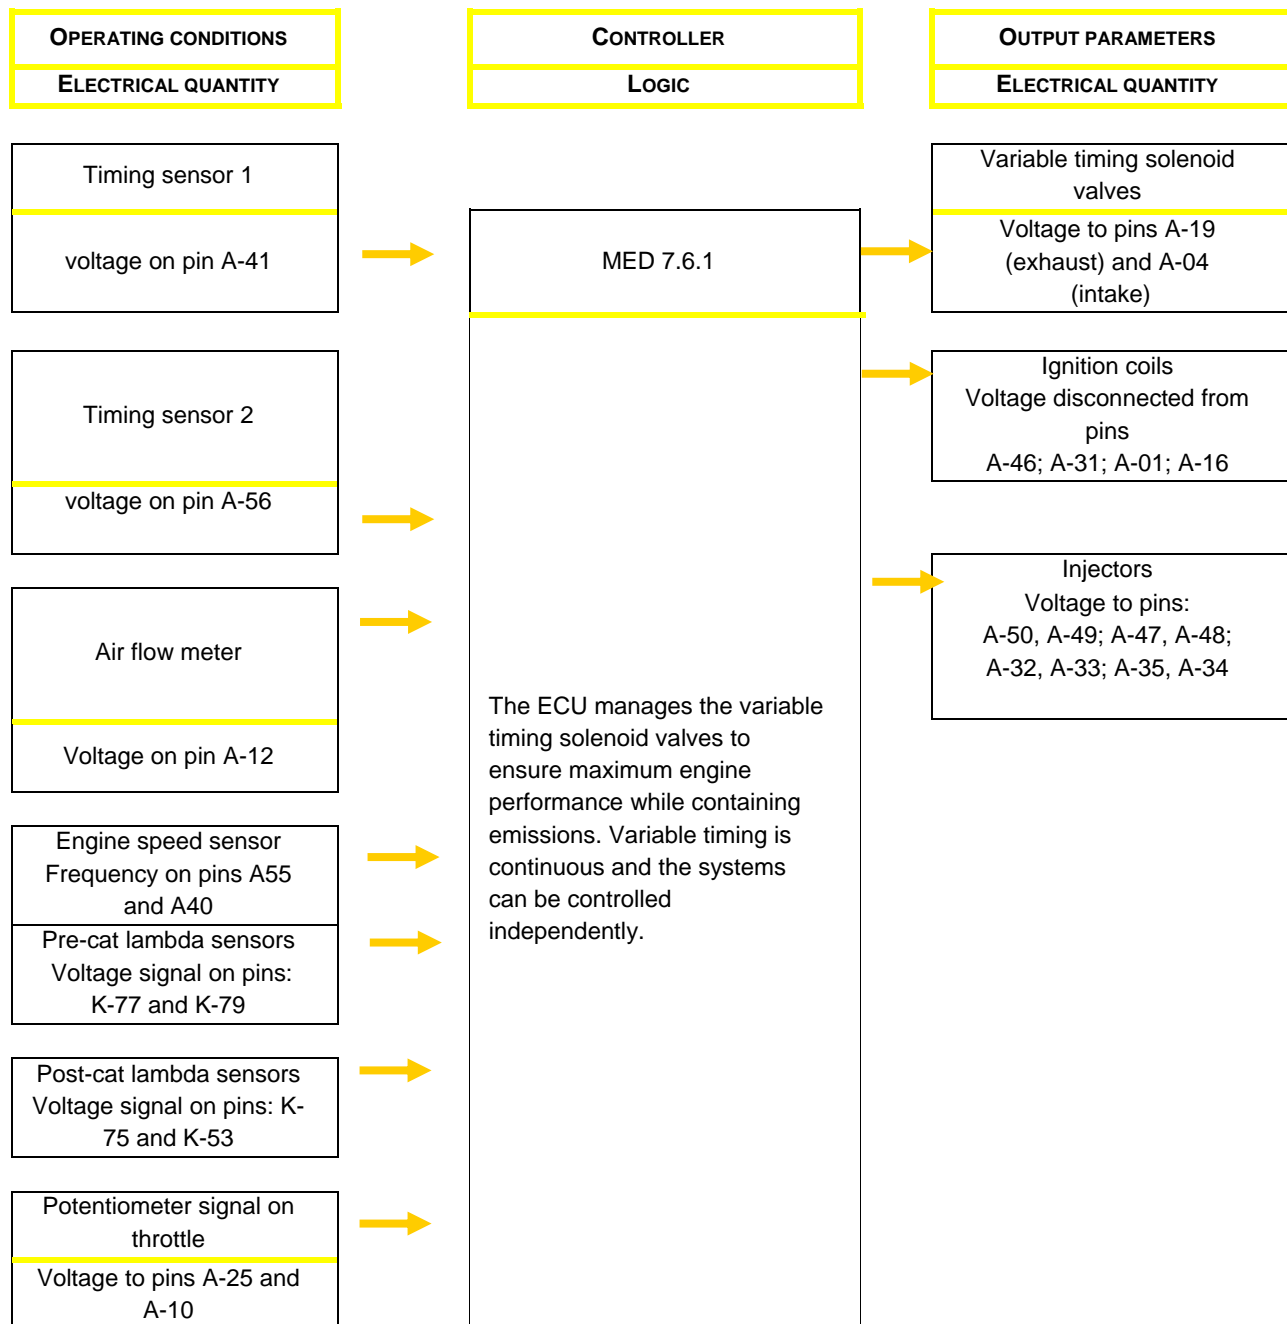 OPERATING CONDITIONS
ELECTRICAL QUANTITY
CONTROLLER
LOGIC
OUTPUT PARAMETERS
ELECTRICAL QUANTITY
Timing sensor 1
voltage on pin A-41
Timing sensor 2
voltage on pin A-56
Air flow meter
Voltage on pin A-12
Engine speed sensor
Frequency on pins A55
and A40
Pre-cat lambda sensors
Voltage signal on pins:
K-77 and K-79
Post-cat lambda sensors
Voltage signal on pins: K-
75 and K-53
Potentiometer signal on
throttle
Voltage to pins A-25 and
A-10
MED 7.6.1
The ECU manages the variable
timing solenoid valves to
ensure maximum engine
performance while containing
emissions. Variable timing is
continuous and the systems
can be controlled
independently.
Variable timing solenoid
valves
Voltage to pins A-19
(exhaust) and A-04
(intake)
Ignition coils
Voltage disconnected from
pins
A-46; A-31; A-01; A-16
Injectors
Voltage to pins:
A-50, A-49; A-47, A-48;
A-32, A-33; A-35, A-34